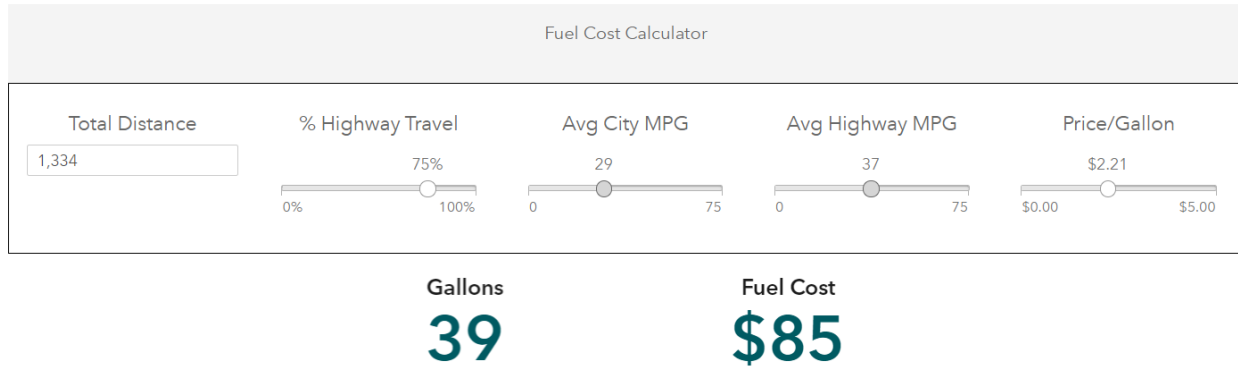 Fuel Cost Calculator
Total Distance % Highway Travel Avg City MPG Avg Highway MPG Price/Gallon
1,334 75% 29 37 $2.21
0% 100% 0 75 0 75 $0.00 $5.00
Gallons Fuel Cost
39 $85